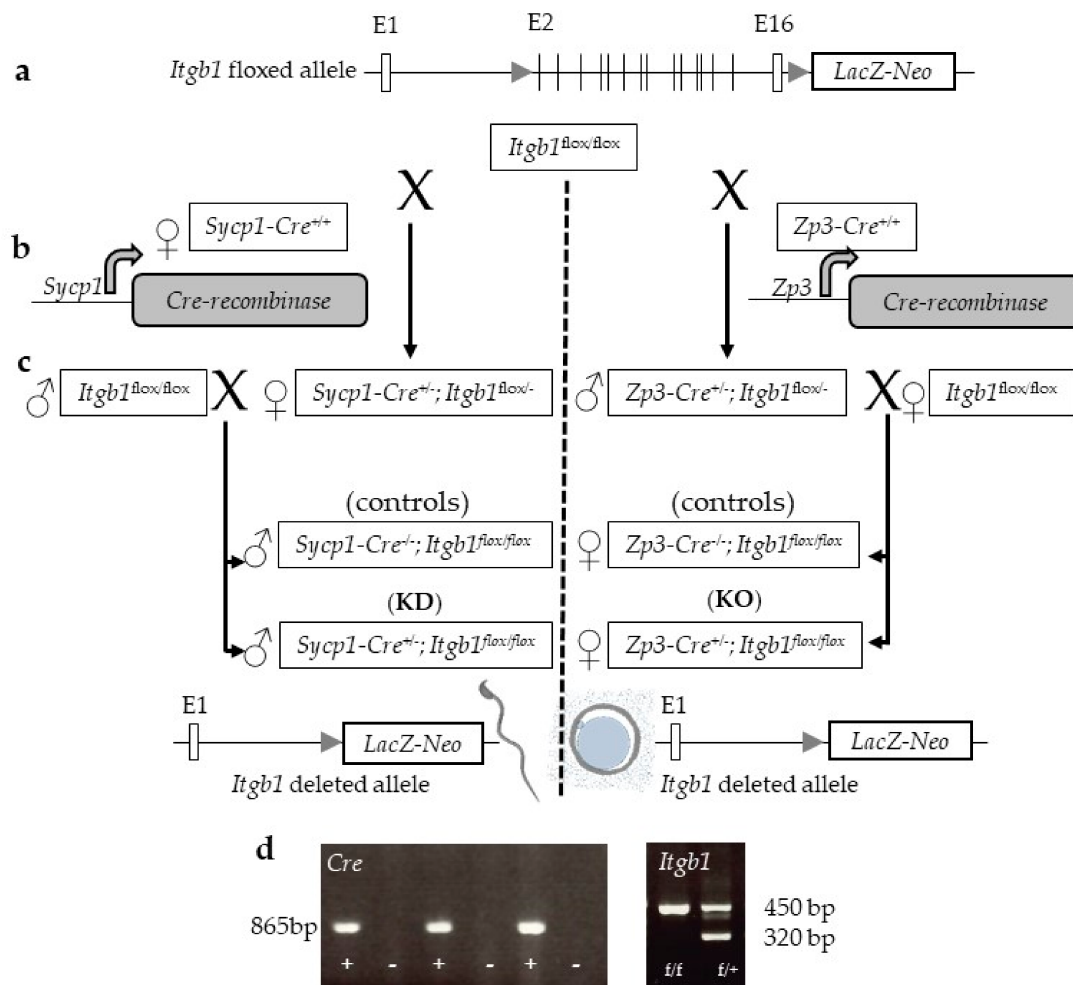 E1 E2 E16
a Itgb1 floxed allele LacZ-Neo
Itgb1flox/flox
X X
♀ Sycp1-Cre+/+ Zp3-Cre+/+
b Sycp1 Cre-recombinase Zp3 Cre-recombinase
c
♂ Itgb1flox/flox X ♀ Sycp1-Cre+/-; Itgb1flox/- ♂ Zp3-Cre+/-; Itgb1flox/- X ♀ Itgb1flox/flox
(controls) (controls)
♂ Sycp1-Cre-/-; Itgb1flox/flox ♀ Zp3-Cre-/-; Itgb1flox/flox
(KD) (KO)
♂ Sycp1-Cre+/-; Itgb1flox/flox ♀ Zp3-Cre+/-; Itgb1flox/flox
E1 LacZ-Neo E1 LacZ-Neo
Itgb1 deleted allele Itgb1 deleted allele
d Cre Itgb1
865bp 450 bp
320 bp
+ - + - + - f/f f/+